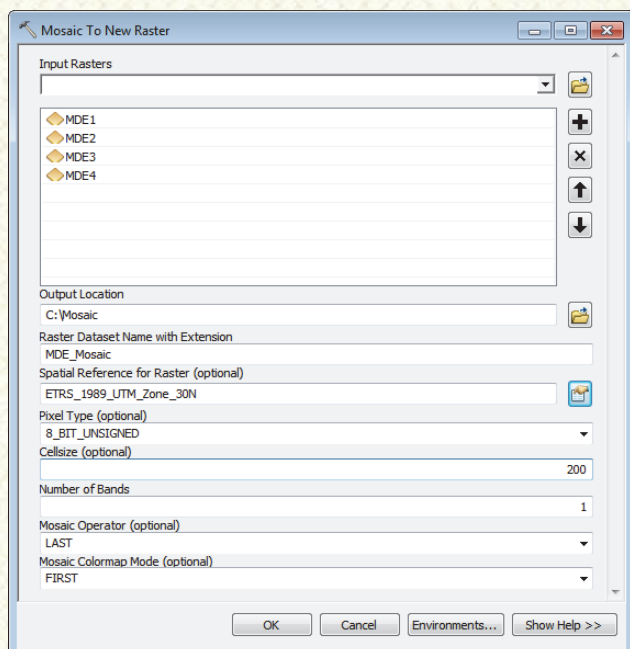 Mosaic To New Raster
Input Rasters
MDE1
MDE2
MDE3
MDE4
Output Location
C:\Mosaic
Raster Dataset Name with Extension
MDE_Mosaic
Spatial Reference for Raster (optional)
ETRS_1989_UTM_Zone_30N
Pixel Type (optional)
8_BIT_UNSIGNED
Cellsize (optional)
200
Number of Bands
1
Mosaic Operator (optional)
LAST
Mosaic Colormap Mode (optional)
FIRST
OK Cancel Environments... Show Help >>